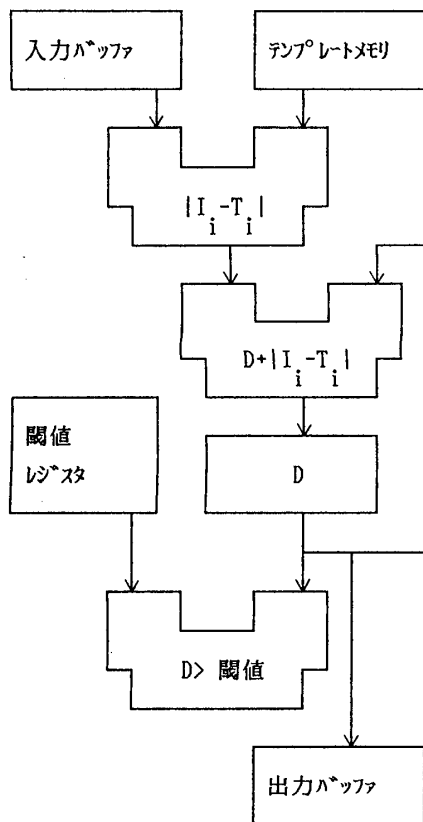 入力バッファ
テンプレートメモリ
|I_i-T_i|
D+|I_i-T_i|
閾値
レジスタ
D
D> 閾値
出力バッファ